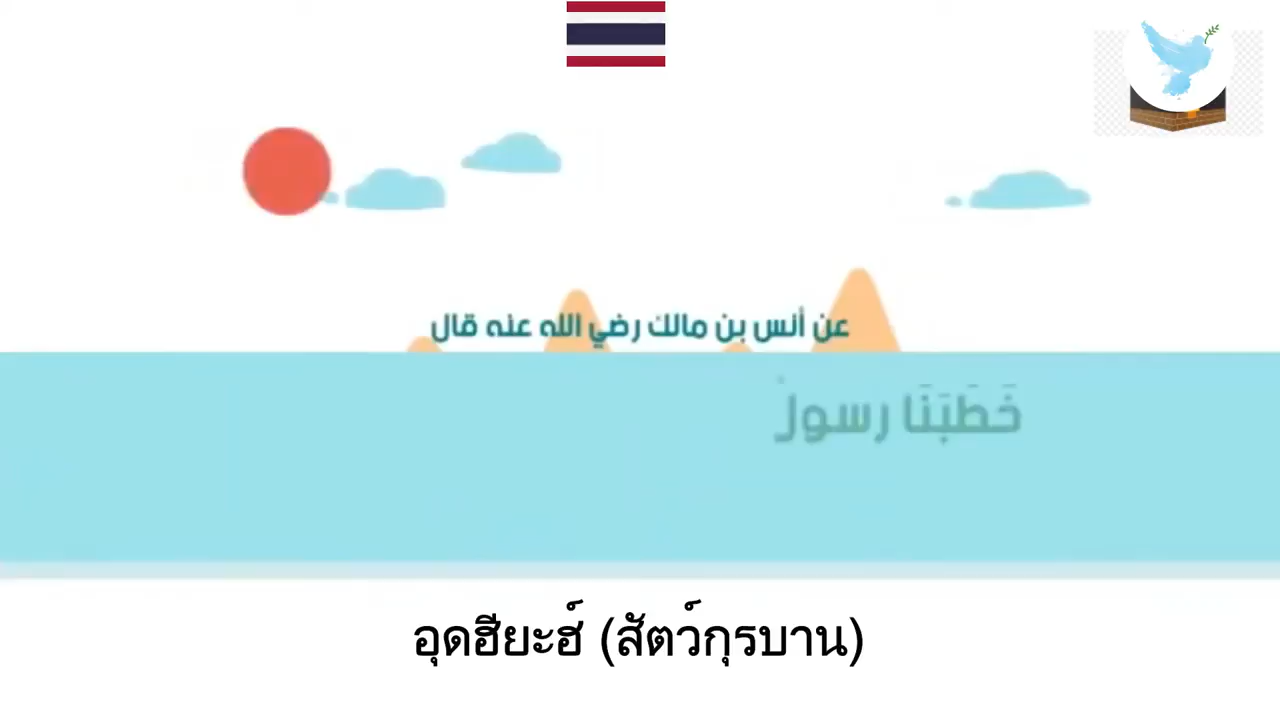 عن أنس بن مالك رضي الله عنه قال
خَطَبَنَا رسولُ
อุดฮียะฮ์ (สัตว์กุรบาน)